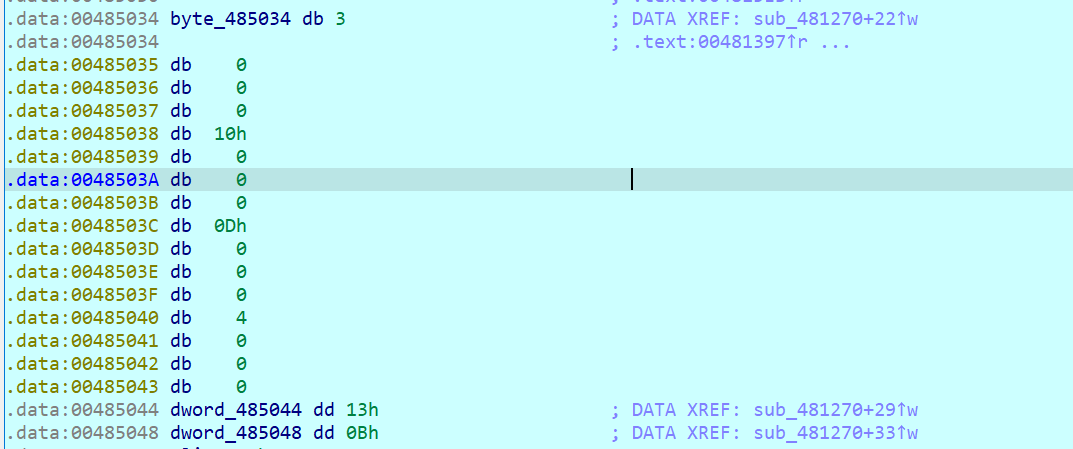 .data:00485034 byte_485034 db 3 ; DATA XREF: sub_481270+22↑w
.data:00485034 ; .text:00481397↑r ...
.data:00485035 db 0
.data:00485036 db 0
.data:00485037 db 0
.data:00485038 db 10h
.data:00485039 db 0
.data:0048503A db 0
.data:0048503B db 0
.data:0048503C db 0Dh
.data:0048503D db 0
.data:0048503E db 0
.data:0048503F db 0
.data:00485040 db 4
.data:00485041 db 0
.data:00485042 db 0
.data:00485043 db 0
.data:00485044 dword_485044 dd 13h ; DATA XREF: sub_481270+29↑w
.data:00485048 dword_485048 dd 0Bh ; DATA XREF: sub_481270+33↑w